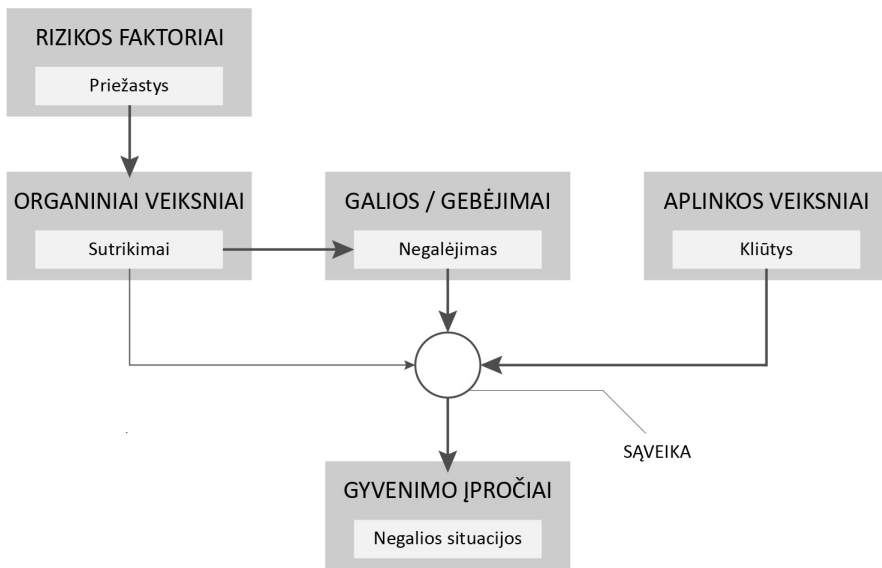 RIZIKOS FAKTORIAI
Priežastys
ORGANINIAI VEIKSNIAI
Sutrikimai
GALIOS / GEBĖJIMAI
Negalėjimas
APLINKOS VEIKSNIAI
Kliūtys
SĄVEIKA
GYVENIMO ĮPROČIAI
Negalios situacijos